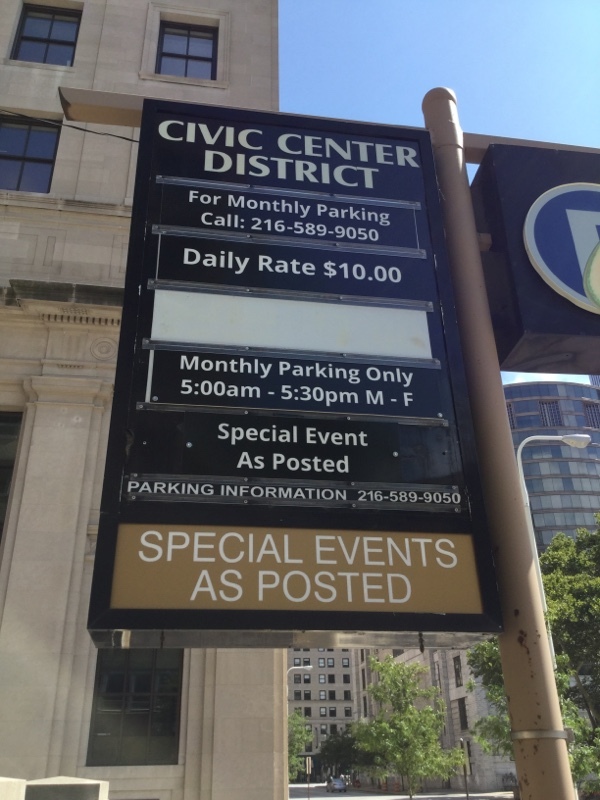 CIVIC CENTER
DISTRICT
For Monthly Parking
Call: 216-589-9050
Daily Rate $10.00
Monthly Parking Only
5:00am - 5:30pm M - F
Special Event
As Posted
PARKING INFORMATION 216-589-9050
SPECIAL EVENTS
AS POSTED